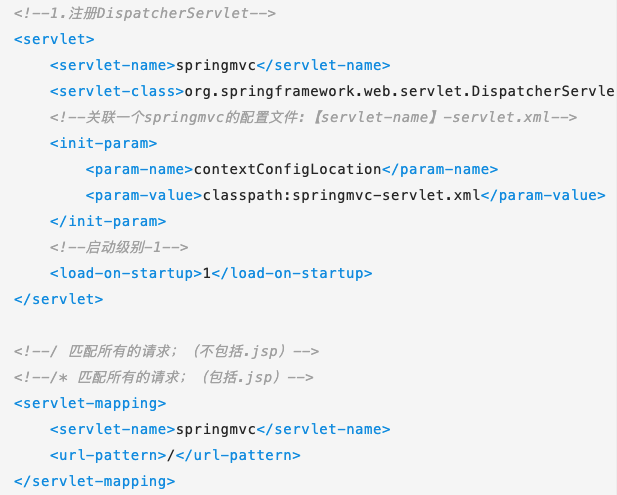 <!--1.注册DispatcherServlet-->
<servlet>
    <servlet-name>springmvc</servlet-name>
    <servlet-class>org.springframework.web.servlet.DispatcherServle
    <!--关联一个springmvc的配置文件:【servlet-name】-servlet.xml-->
    <init-param>
        <param-name>contextConfigLocation</param-name>
        <param-value>classpath:springmvc-servlet.xml</param-value>
    </init-param>
    <!--启动级别-1-->
    <load-on-startup>1</load-on-startup>
</servlet>

<!--/ 匹配所有的请求；（不包括.jsp）-->
<!--/* 匹配所有的请求；（包括.jsp）-->
<servlet-mapping>
    <servlet-name>springmvc</servlet-name>
    <url-pattern>/</url-pattern>
</servlet-mapping>